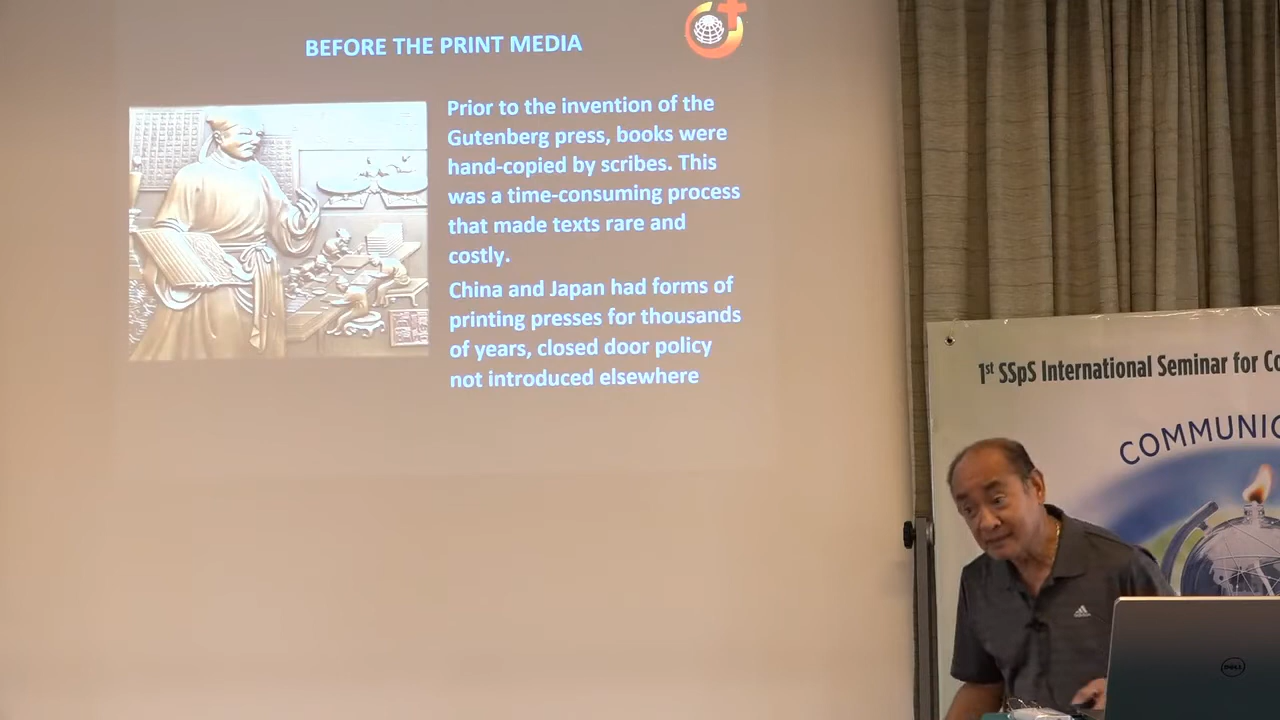 BEFORE THE PRINT MEDIA
Prior to the invention of the
Gutenberg press, books were
hand-copied by scribes. This
was a time-consuming process
that made texts rare and
costly.
China and Japan had forms of
printing presses for thousands
of years, closed door policy
not introduced elsewhere
1st SSpS International Seminar for Co
COMMUNIC
adidas
DELL